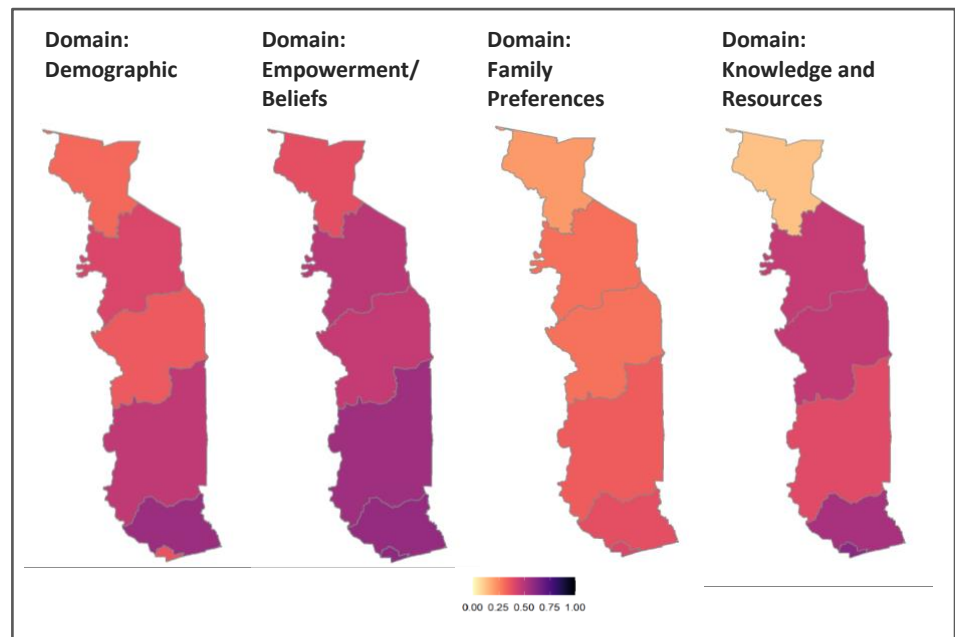 Domain:
Demographic
Domain:
Empowerment/
Beliefs
Domain:
Family
Preferences
Domain:
Knowledge and
Resources
0.00 0.25 0.50 0.75 1.00